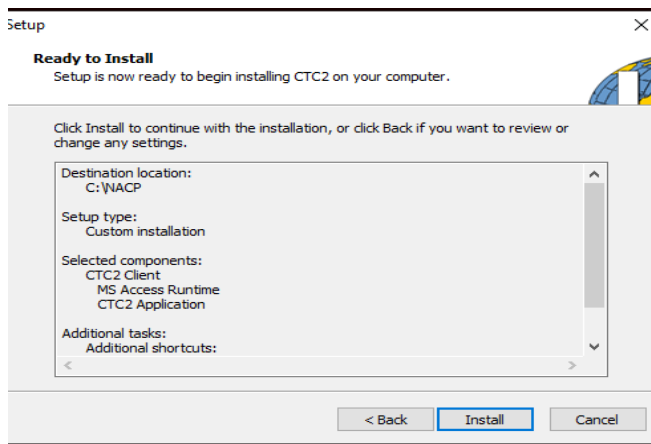 Setup
Ready to Install
Setup is now ready to begin installing CTC2 on your computer.
Click Install to continue with the installation, or click Back if you want to review or
change any settings.
Destination location:
C:\NACP
Setup type:
Custom installation
Selected components:
CTC2 Client
MS Access Runtime
CTC2 Application
Additional tasks:
Additional shortcuts:
< Back
Install
Cancel